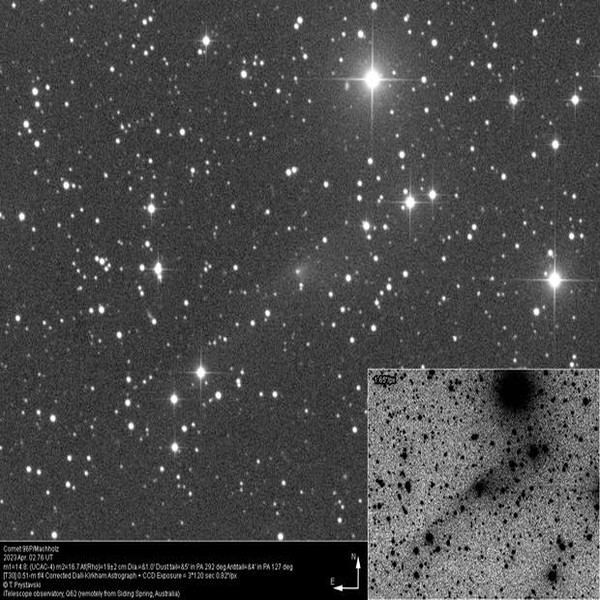 Comet 96P/Machholz
2023 Apr. 02.76 UT
m1=14.8: (UCAC-4) m2=16.7 Af(Rho)=19±2 cm Dia.=&1.0' Dust tail=&5' in PA 292 deg Antitail=&4' in PA 127 deg
[T30] 0.51-m f/4 Corrected Dall-Kirkham Astrograph + CCD Exposure = 3*120 sec 0.82"/px
© T. Prystavski
iTelescope observatory, Q62 (remotely from Siding Spring, Australia)
N
E